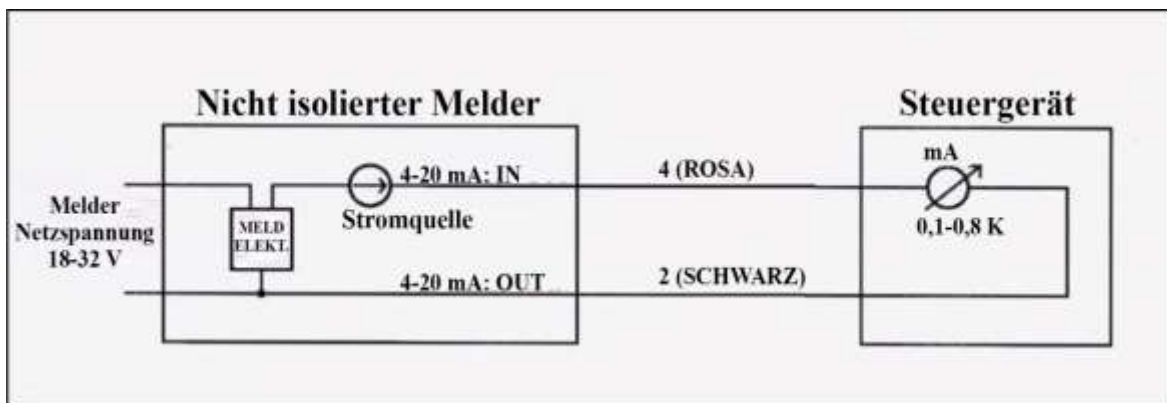 Nicht isolierter Melder
Steuergerät
4-20 mA: IN
4 (ROSA)
mA
Melder
Netzspannung
18-32 V
MELD
ELEKT.
Stromquelle
0,1-0,8 K
4-20 mA: OUT
2 (SCHWARZ)